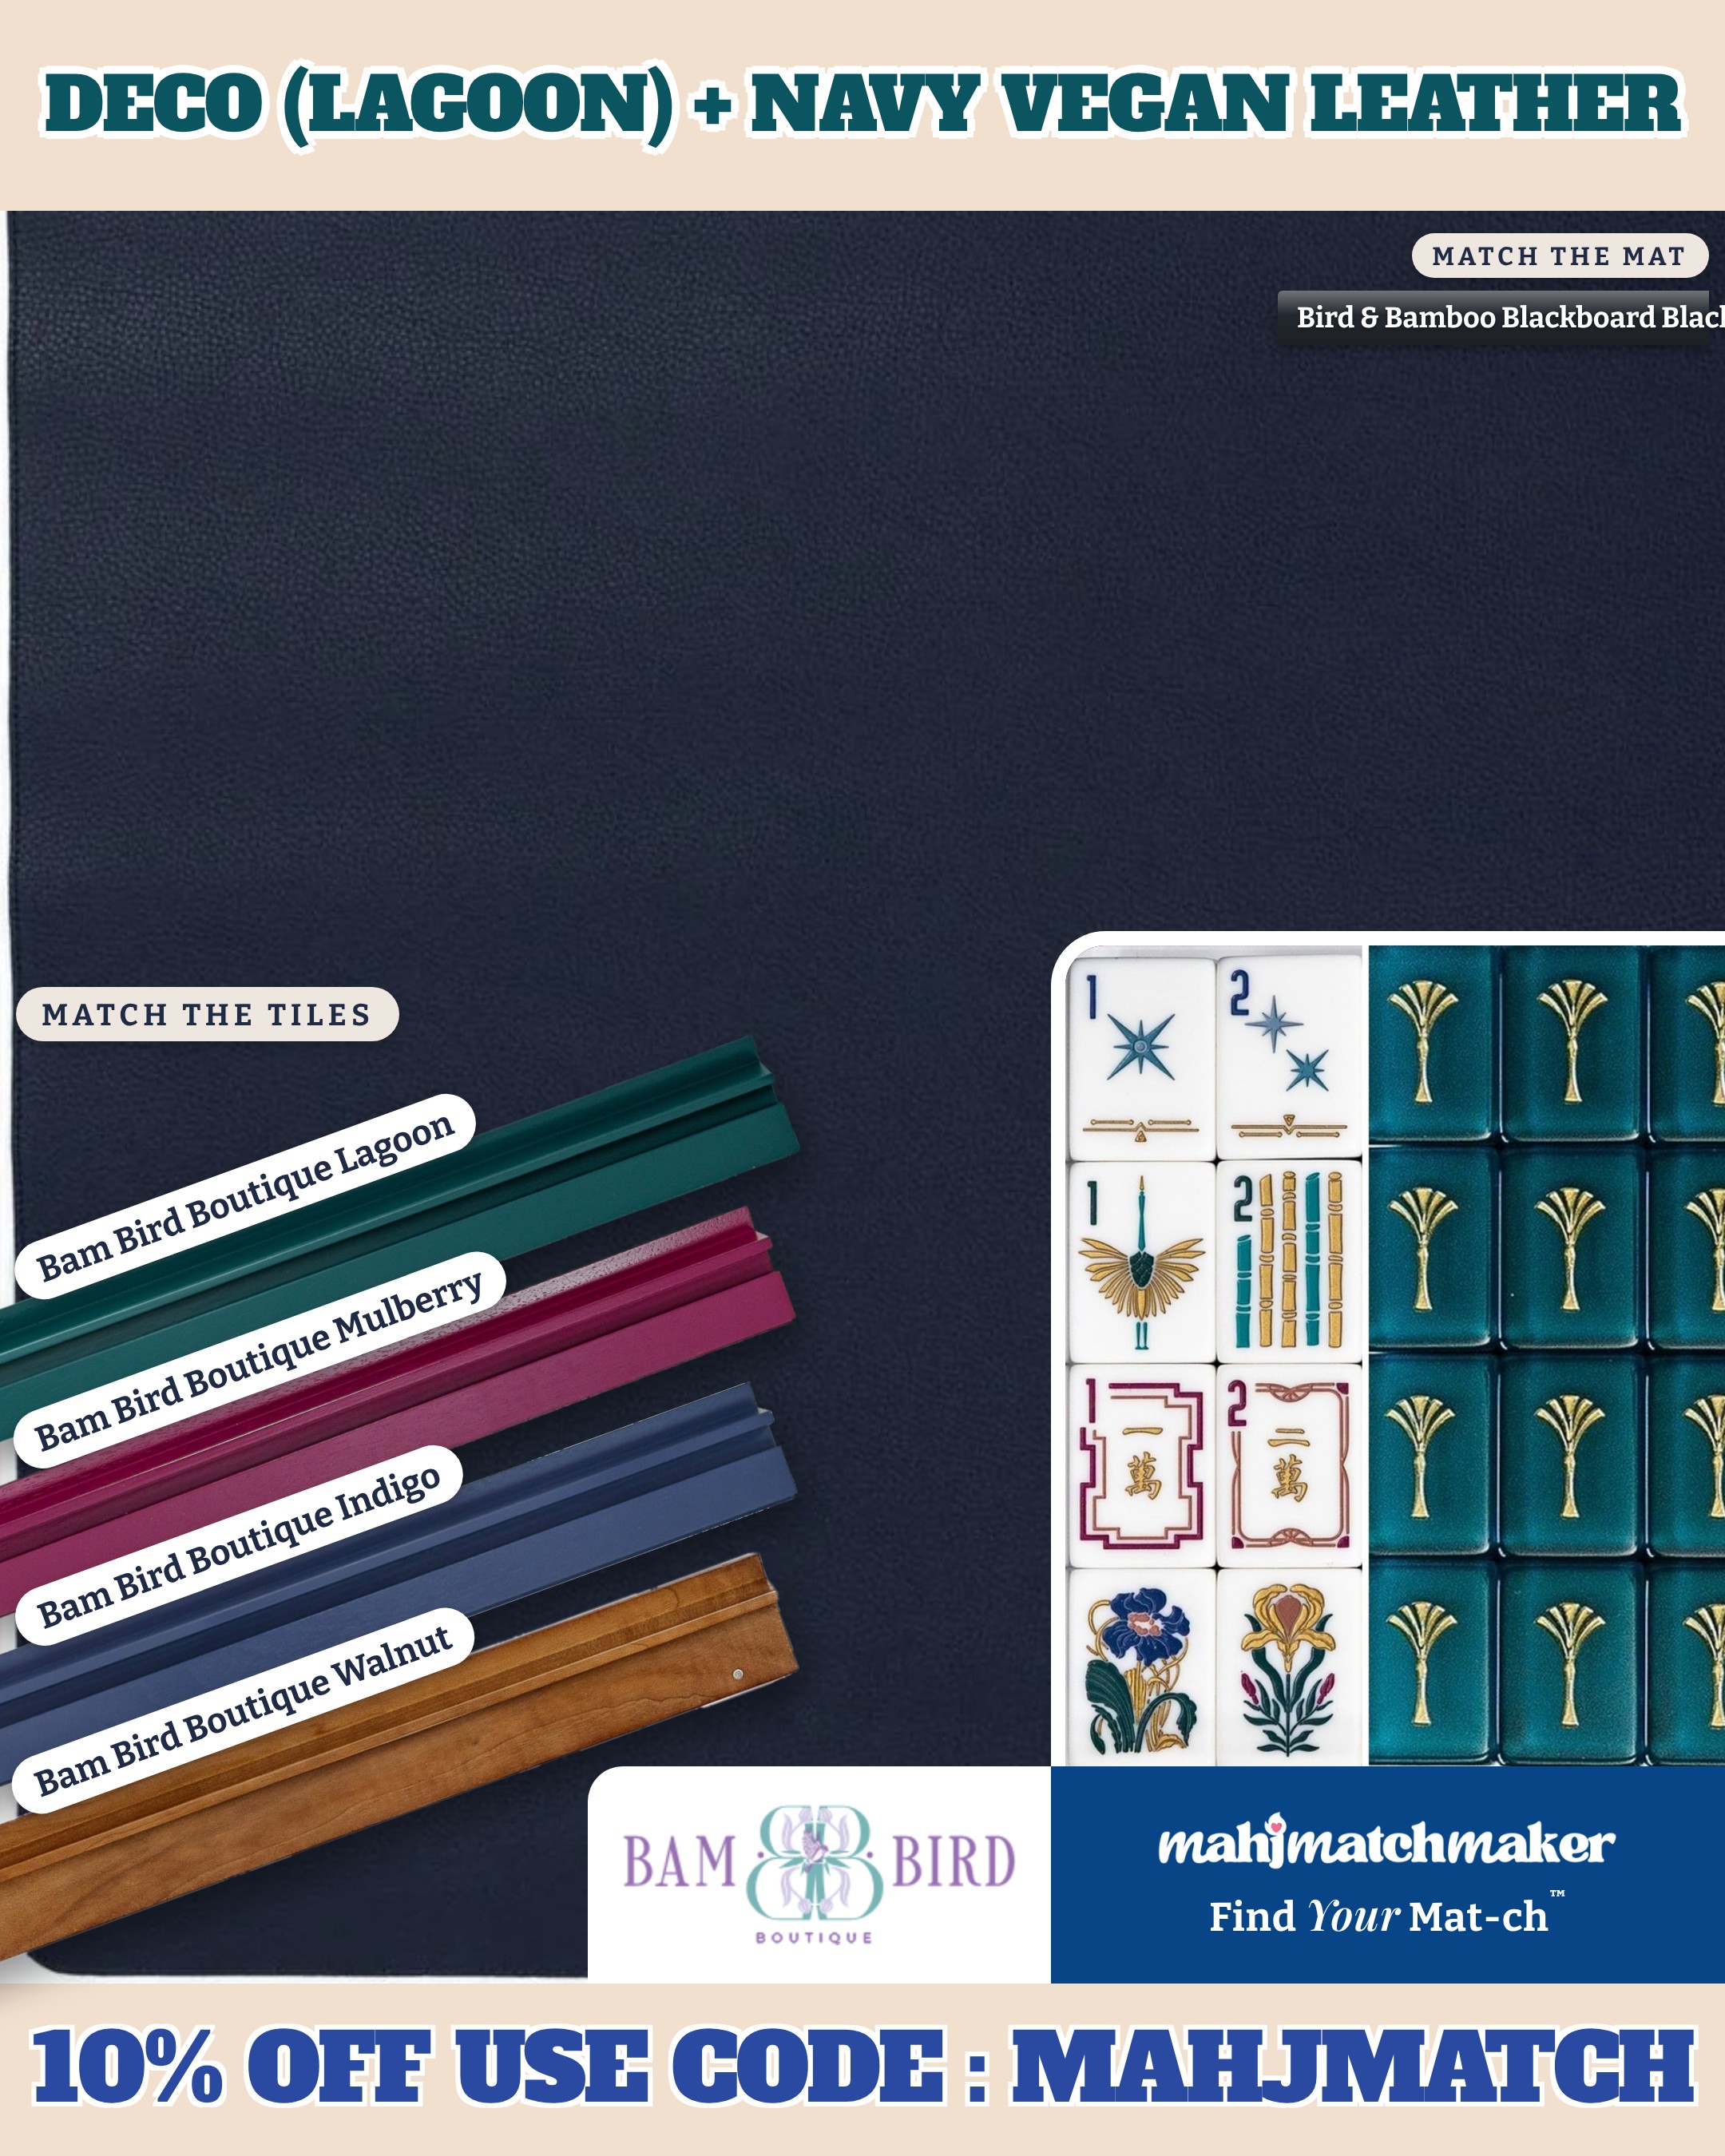 DECO (LAGOON) + NAVY VEGAN LEATHER
MATCH THE MAT
Bird & Bamboo Blackboard
MATCH THE TILES
Bam Bird Boutique Lagoon
Bam Bird Boutique Mulberry
Bam Bird Boutique Indigo
Bam Bird Boutique Walnut
1
2
1
2
1
一
萬
2
二
萬
BAM BIRD
BOUTIQUE
mahjmatchmaker
Find Your Mat-ch™
10% OFF USE CODE : MAHJMATCH